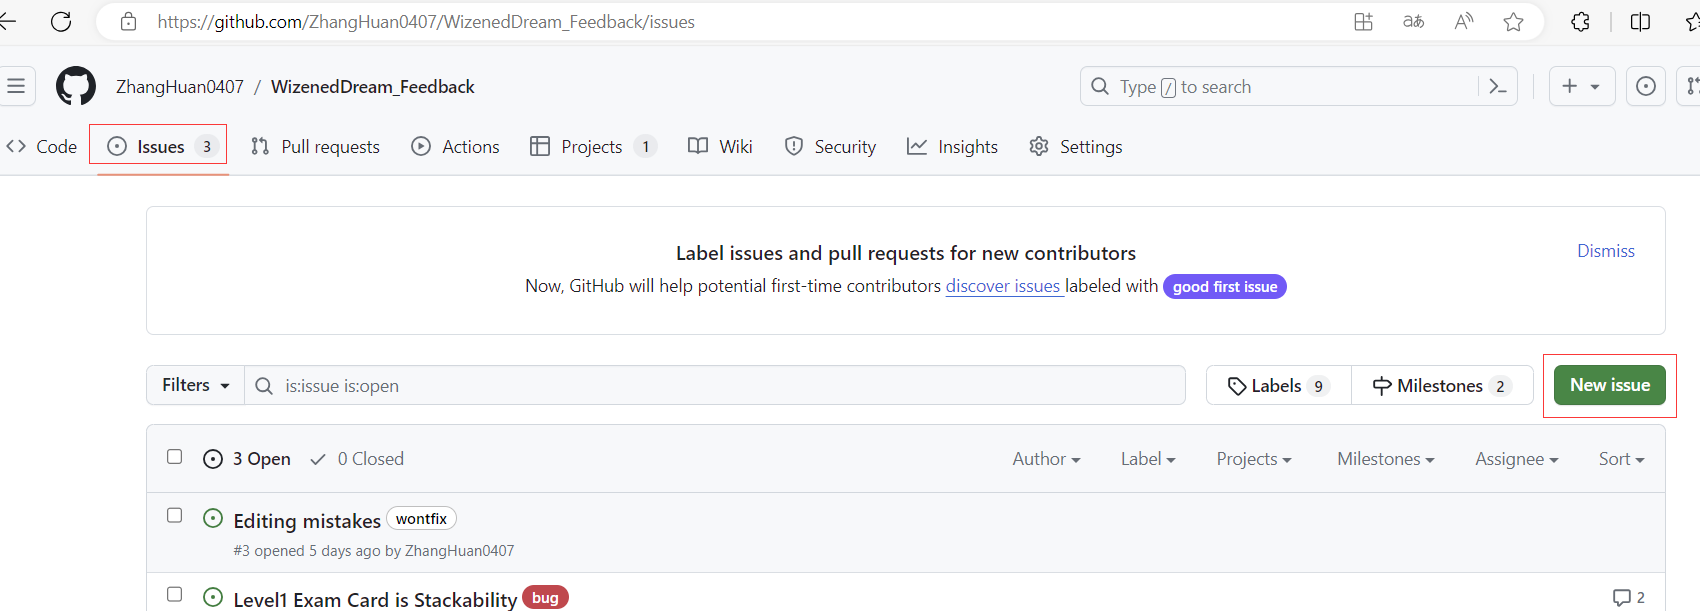 https://github.com/ZhangHuan0407/WizenedDream_Feedback/issues
ZhangHuan0407 / WizenedDream_Feedback
Type / to search
Code
Issues 3
Pull requests
Actions
Projects 1
Wiki
Security
Insights
Settings
Label issues and pull requests for new contributors
Dismiss
Now, GitHub will help potential first-time contributors discover issues labeled with good first issue
Filters
is:issue is:open
Labels 9
Milestones 2
New issue
3 Open
0 Closed
Author
Label
Projects
Milestones
Assignee
Sort
Editing mistakes wontfix
#3 opened 5 days ago by ZhangHuan0407
Level1 Exam Card is Stackability bug
2